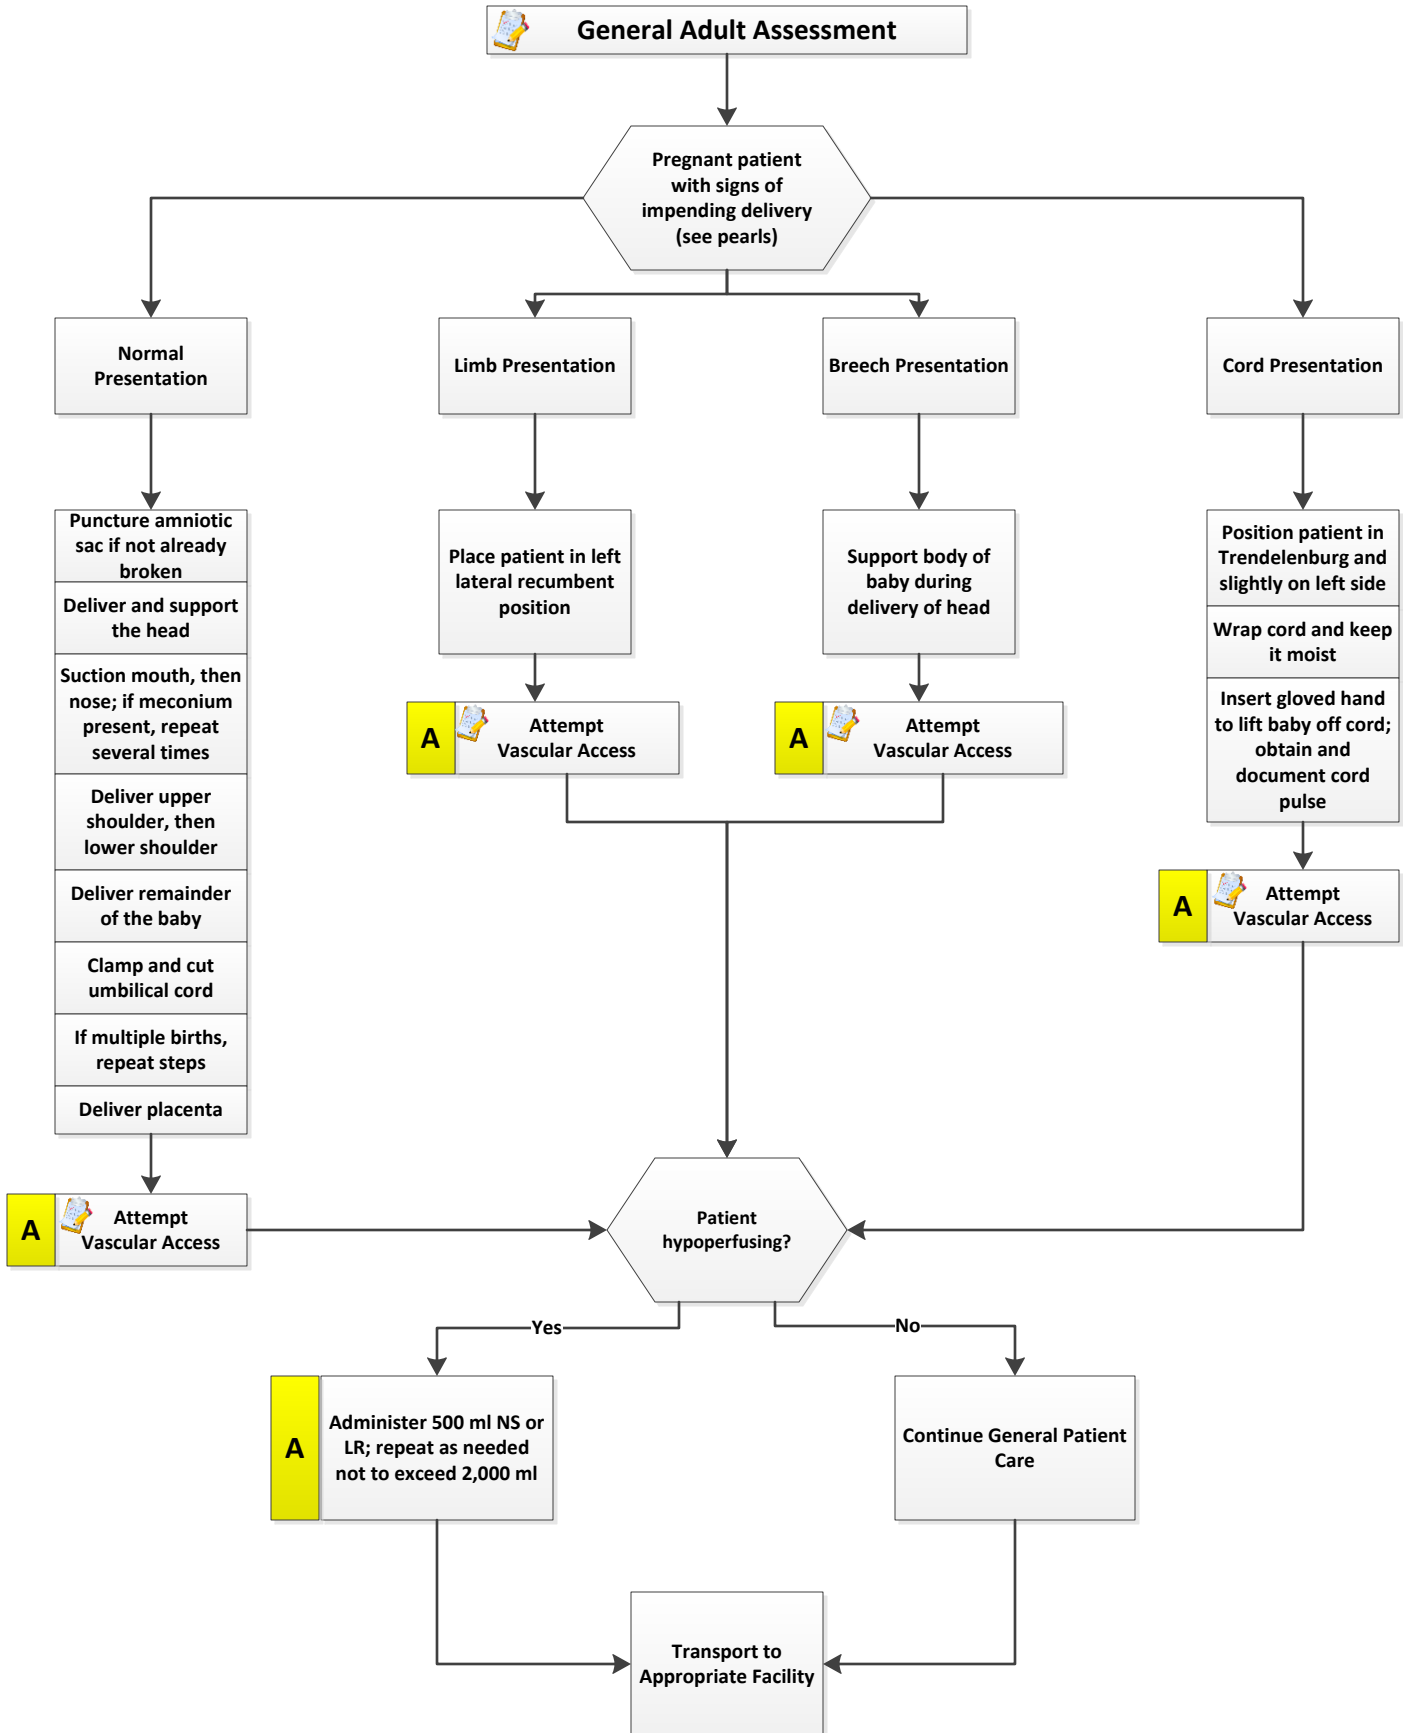 General Adult Assessment
Pregnant patient
with signs of
impending delivery
(see pearls)
Normal
Presentation
Limb Presentation
Breech Presentation
Cord Presentation
Puncture amniotic
sac if not already
broken
Deliver and support
the head
Suction mouth, then
nose; if meconium
present, repeat
several times
Deliver upper
shoulder, then
lower shoulder
Deliver remainder
of the baby
Clamp and cut
umbilical cord
If multiple births,
repeat steps
Deliver placenta
A
Attempt
Vascular Access
Place patient in left
lateral recumbent
position
A
Attempt
Vascular Access
Support body of
baby during
delivery of head
A
Attempt
Vascular Access
Position patient in
Trendelenburg and
slightly on left side
Wrap cord and keep
it moist
Insert gloved hand
to lift baby off cord;
obtain and
document cord
pulse
A
Attempt
Vascular Access
Patient
hypoperfusing?
Yes
No
A
Administer 500 ml NS or
LR; repeat as needed
not to exceed 2,000 ml
Continue General Patient
Care
Transport to
Appropriate Facility